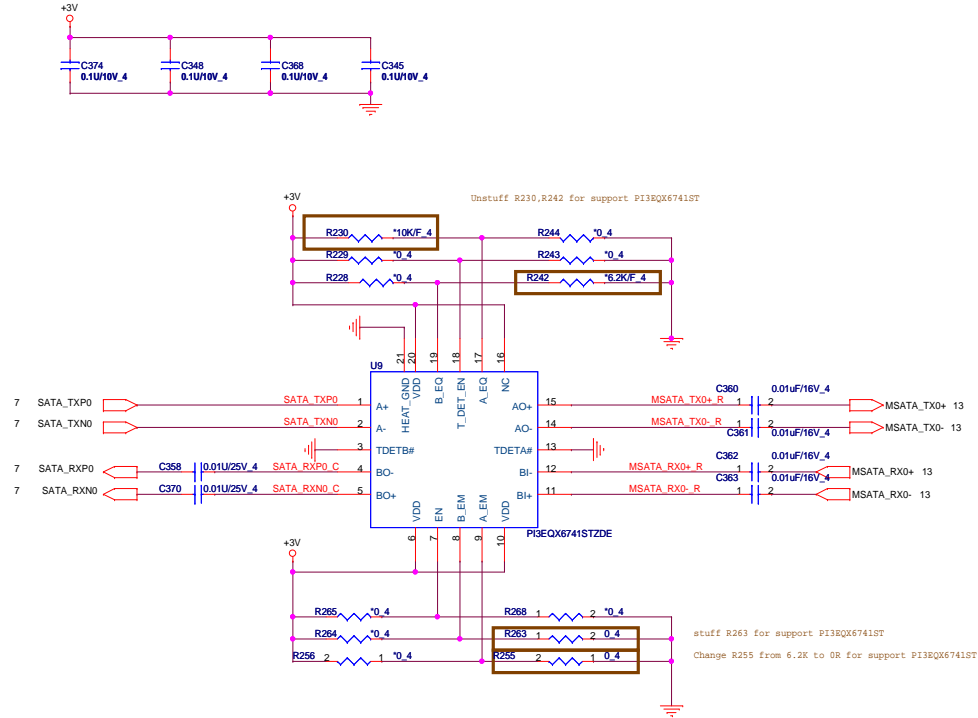 +3V
C374
0.1U/10V_4
C348
0.1U/10V_4
C368
0.1U/10V_4
C345
0.1U/10V_4
+3V
Unstuff R230,R242 for support PI3EQX6741ST
R230 *10K/F_4
R244 *0_4
R229 *0_4
R243 *0_4
R228 *0_4
R242 *6.2K/F_4
21 20 19 18 17 16
U9
HEAT_GND VDD B_EQ T_DET_EN A_EQ NC
7 SATA_TXP0 SATA_TXP0 1 A+
7 SATA_TXN0 SATA_TXN0 2 A-
3 TDETB#
7 SATA_RXP0 C358 0.01U/25V_4 SATA_RXP0_C 4 BO-
7 SATA_RXN0 C370 0.01U/25V_4 SATA_RXN0_C 5 BO+
AO+ 15 MSATA_TX0+_R C360 1 2 0.01uF/16V_4 MSATA_TX0+ 13
AO- 14 MSATA_TX0-_R C361 1 2 0.01uF/16V_4 MSATA_TX0- 13
TDETA# 13
BI- 12 MSATA_RX0+_R C362 1 2 0.01uF/16V_4 MSATA_RX0+ 13
BI+ 11 MSATA_RX0-_R C363 1 2 0.01uF/16V_4 MSATA_RX0- 13
VDD EN B_EM A_EM VDD
6 7 8 9 10
PI3EQX6741STZDE
+3V
R265 *0_4
R268 1 2 *0_4
R264 *0_4
R263 1 2 0_4
stuff R263 for support PI3EQX6741ST
R256 2 1 *0_4
R255 2 1 0_4
Change R255 from 6.2K to 0R for support PI3EQX6741ST